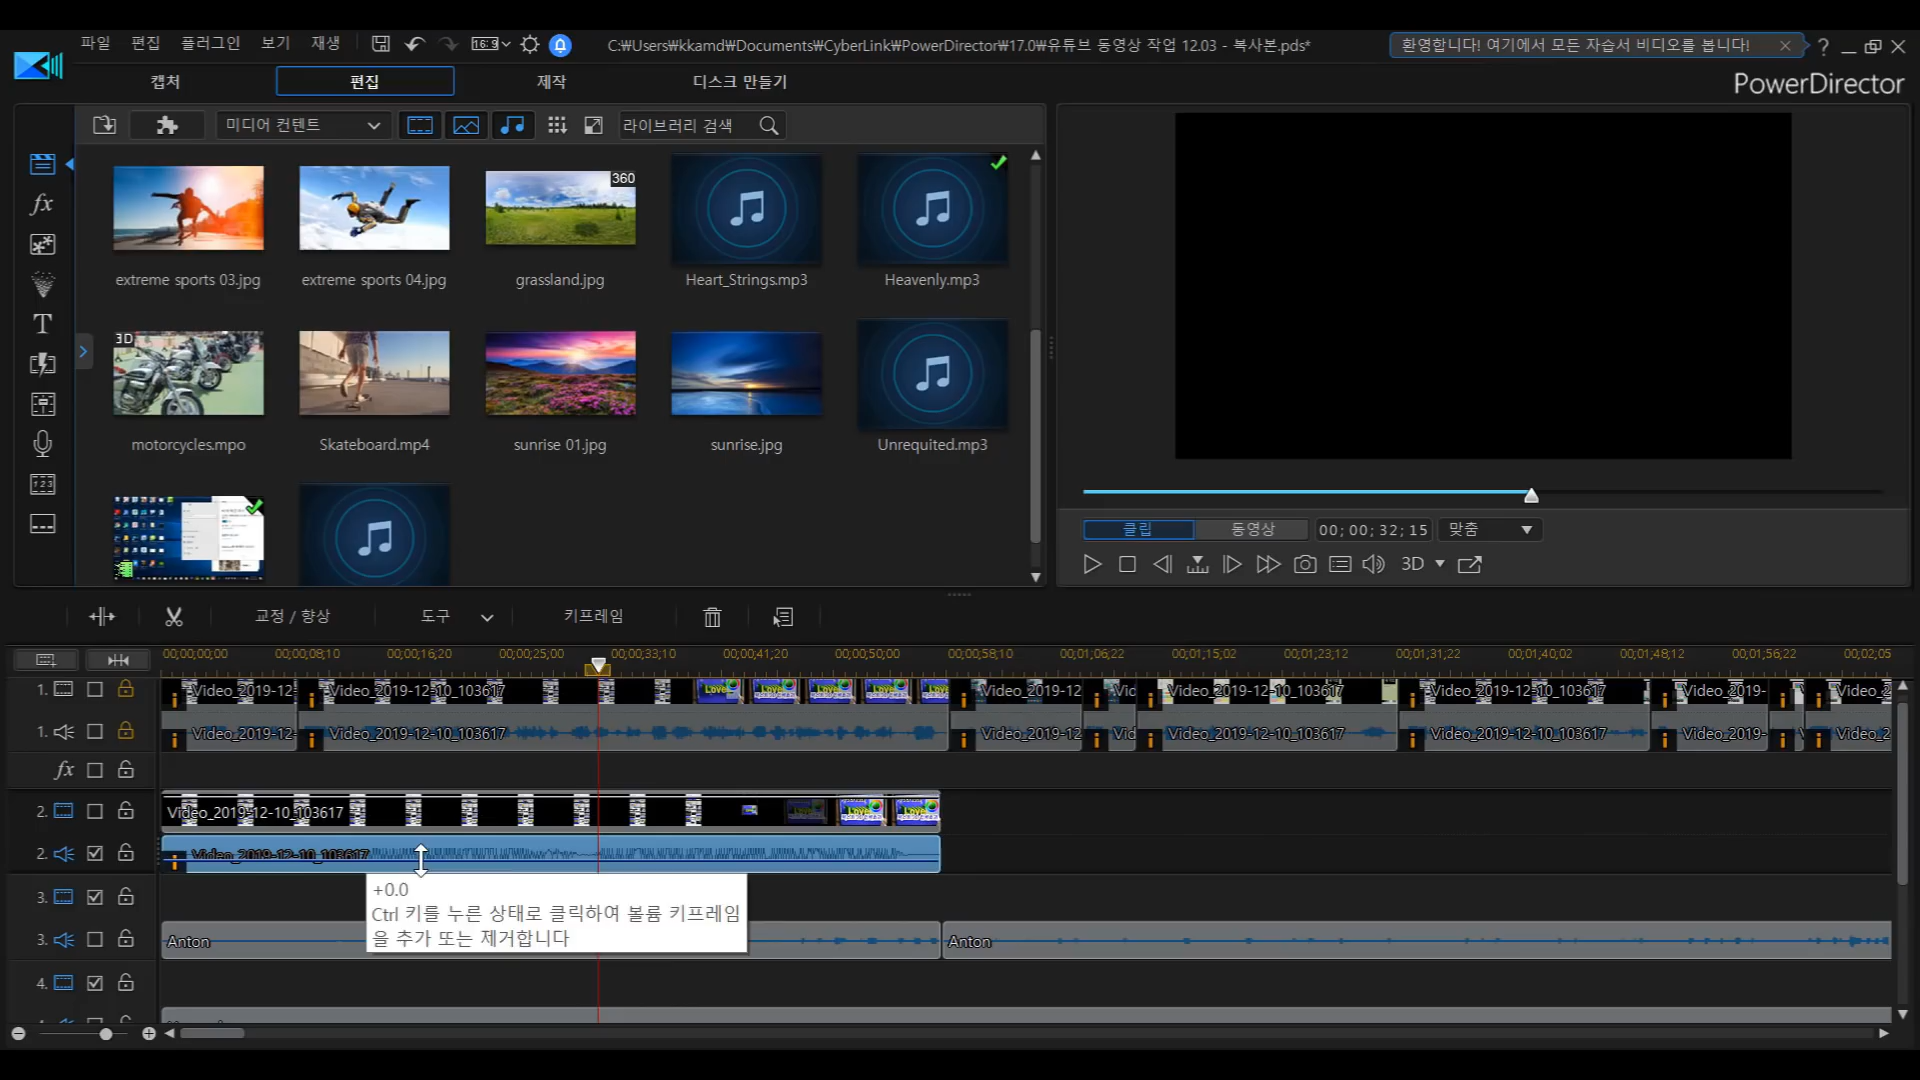 파일 편집 플러그인 보기 재생 16:9 C:₩Users₩kkamd₩Documents₩CyberLink₩PowerDirector₩17.0₩유튜브 동영상 작업 12.03 - 복사본.pds* 환영합니다! 여기에서 모든 자습서 비디오를 봅니다! ?
캡처 편집 제작 디스크 만들기 PowerDirector
미디어 컨텐트 라이브러리 검색
360
extreme sports 03.jpg extreme sports 04.jpg grassland.jpg Heart_Strings.mp3 Heavenly.mp3
3D
motorcycles.mpo Skateboard.mp4 sunrise 01.jpg sunrise.jpg Unrequited.mp3
클립 동영상 00; 00; 32; 15 맞춤
3D
교정 / 향상 도구 키프레임
00;00;00;00 00;00;08;10 00;00;16;20 00;00;25;00 00;00;33;10 00;00;41;20 00;00;50;00 00;00;58;10 00;01;06;22 00;01;15;02 00;01;23;12 00;01;31;22 00;01;40;02 00;01;48;12 00;01;56;22 00;02;05
1. Video_2019-12- Video_2019-12-10_103617 Love Love Love Love Love Video_2019-12 Vid Video_2019-12-10_103617 Video_2019-12-10_103617 Video_2019- Video_2
1. Video_2019-12- Video_2019-12-10_103617 Video_2019-12 Vid Video_2019-12-10_103617 Video_2019-12-10_103617 Video_2019- V Video_2
fx
2. Video_2019-12-10_103617 Love Love Love
2. Video_2019-12-10_103617
+0.0
Ctrl 키를 누른 상태로 클릭하여 볼륨 키프레임
을 추가 또는 제거합니다
3.
3. Anton Anton
4.